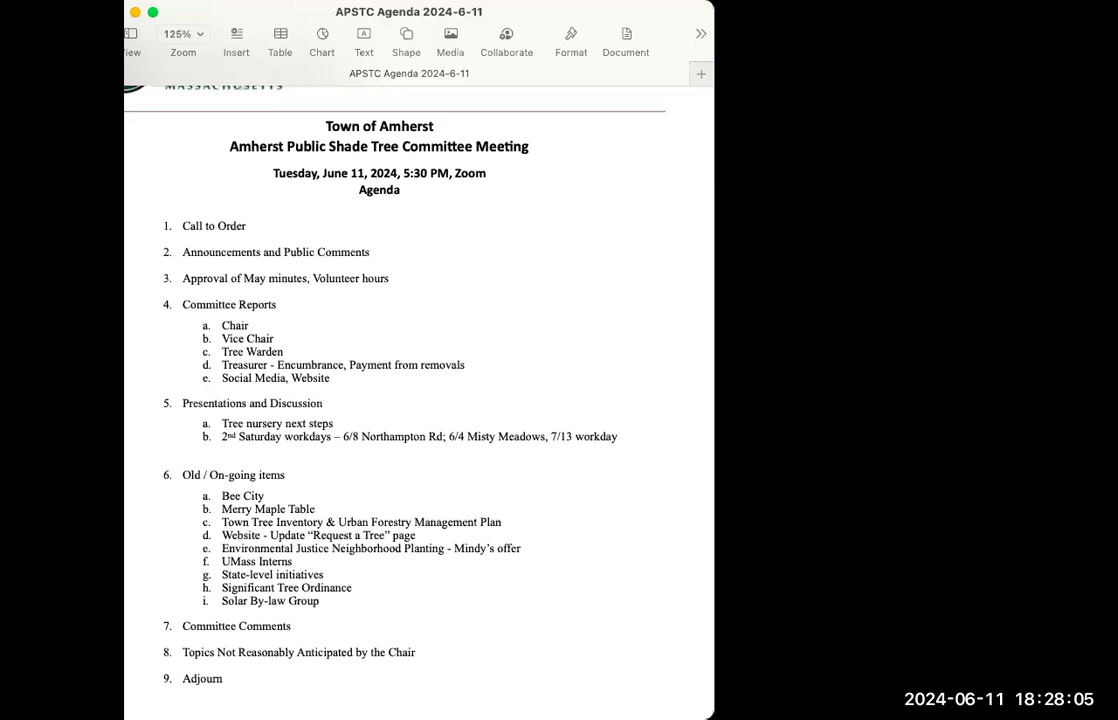 APSTC Agenda 2024-6-11
View 125% Zoom Insert Table Chart Text Shape Media Collaborate Format Document
APSTC Agenda 2024-6-11
MASSACHUSETTS
Town of Amherst
Amherst Public Shade Tree Committee Meeting
Tuesday, June 11, 2024, 5:30 PM, Zoom
Agenda
1. Call to Order
2. Announcements and Public Comments
3. Approval of May minutes, Volunteer hours
4. Committee Reports
a. Chair
b. Vice Chair
c. Tree Warden
d. Treasurer - Encumbrance, Payment from removals
e. Social Media, Website
5. Presentations and Discussion
a. Tree nursery next steps
b. 2nd Saturday workdays – 6/8 Northampton Rd; 6/4 Misty Meadows, 7/13 workday
6. Old / On-going items
a. Bee City
b. Merry Maple Table
c. Town Tree Inventory & Urban Forestry Management Plan
d. Website - Update “Request a Tree” page
e. Environmental Justice Neighborhood Planting - Mindy’s offer
f. UMass Interns
g. State-level initiatives
h. Significant Tree Ordinance
i. Solar By-law Group
7. Committee Comments
8. Topics Not Reasonably Anticipated by the Chair
9. Adjourn
2024-06-11 18:28:05